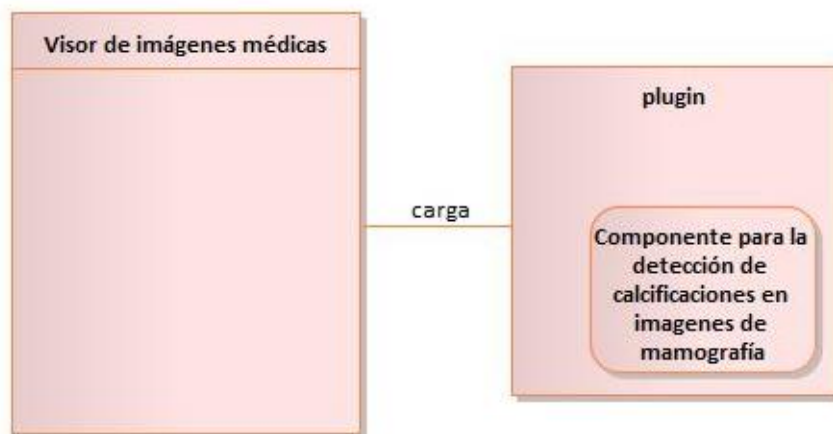 Visor de imágenes médicas
plugin
carga
Componente para la
detección de
calcificaciones en
imagenes de
mamografía